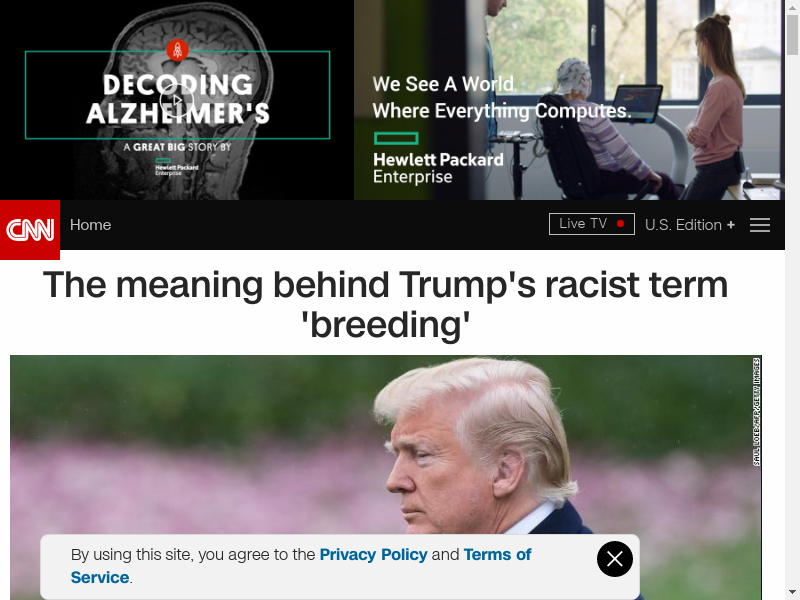 DECODING
ALZHEIMER'S
A GREAT BIG STORY BY
Hewlett Packard
Enterprise
We See A World
Where Everything Computes.
Hewlett Packard
Enterprise
CNN
Home
Live TV
U.S. Edition +
The meaning behind Trump's racist term
'breeding'
SAUL LOEB/AFP/GETTY IMAGES
By using this site, you agree to the Privacy Policy and Terms of
Service.